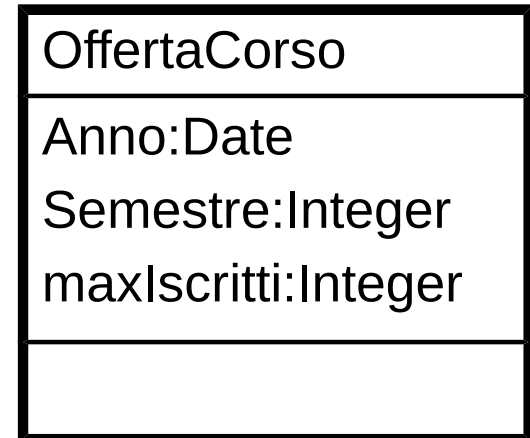 OffertaCorso
Anno:Date
Semestre:Integer
maxIscritti:Integer